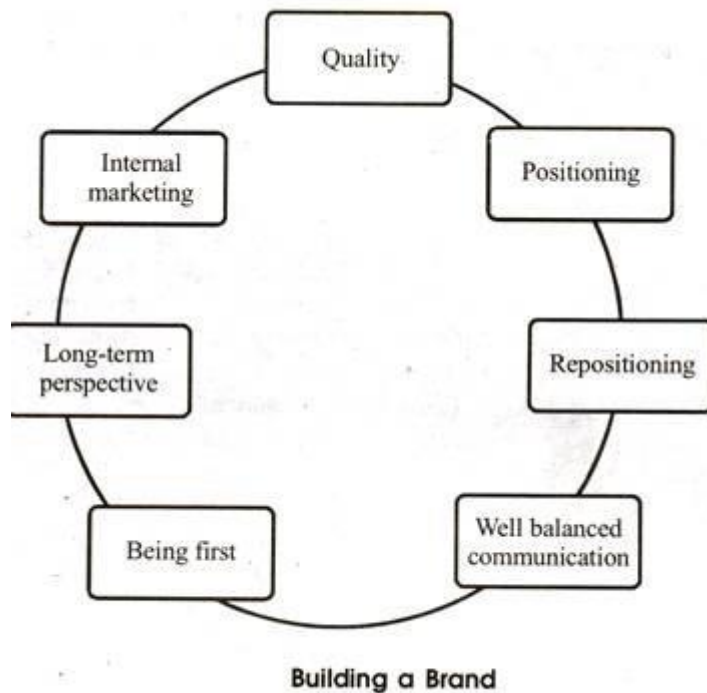 Quality
Positioning
Repositioning
Well balanced
communication
Being first
Long-term
perspective
Internal
marketing
Building a Brand